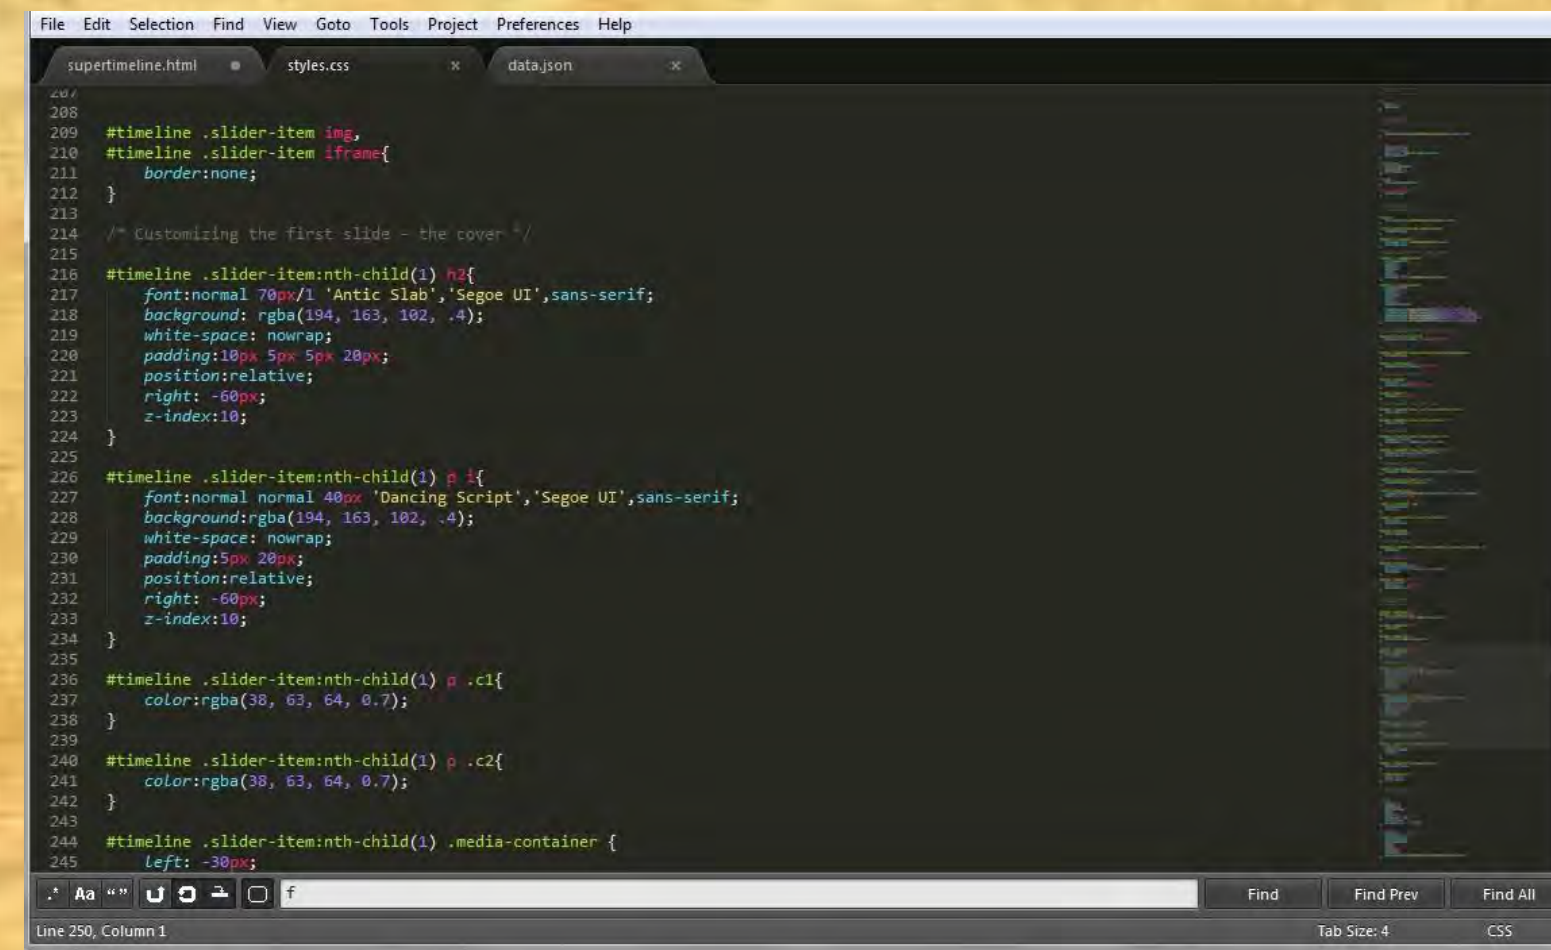 File Edit Selection Find View Goto Tools Project Preferences Help
supertimeline.html styles.css × data.json ×
207
208
209 #timeline .slider-item img,
210 #timeline .slider-item iframe{
211 border:none;
212 }
213
214 /* Customizing the first slide - the cover */
215
216 #timeline .slider-item:nth-child(1) h2{
217 font:normal 70px/1 'Antic Slab','Segoe UI',sans-serif;
218 background: rgba(194, 163, 102, .4);
219 white-space: nowrap;
220 padding:10px 5px 5px 20px;
221 position:relative;
222 right: -60px;
223 z-index:10;
224 }
225
226 #timeline .slider-item:nth-child(1) p i{
227 font:normal normal 40px 'Dancing Script','Segoe UI',sans-serif;
228 background:rgba(194, 163, 102, .4);
229 white-space: nowrap;
230 padding:5px 20px;
231 position:relative;
232 right: -60px;
233 z-index:10;
234 }
235
236 #timeline .slider-item:nth-child(1) p .c1{
237 color:rgba(38, 63, 64, 0.7);
238 }
239
240 #timeline .slider-item:nth-child(1) p .c2{
241 color:rgba(38, 63, 64, 0.7);
242 }
243
244 #timeline .slider-item:nth-child(1) .media-container {
245 left: -30px;
.* Aa “” f Find Find Prev Find All
Line 250, Column 1 Tab Size: 4 CSS